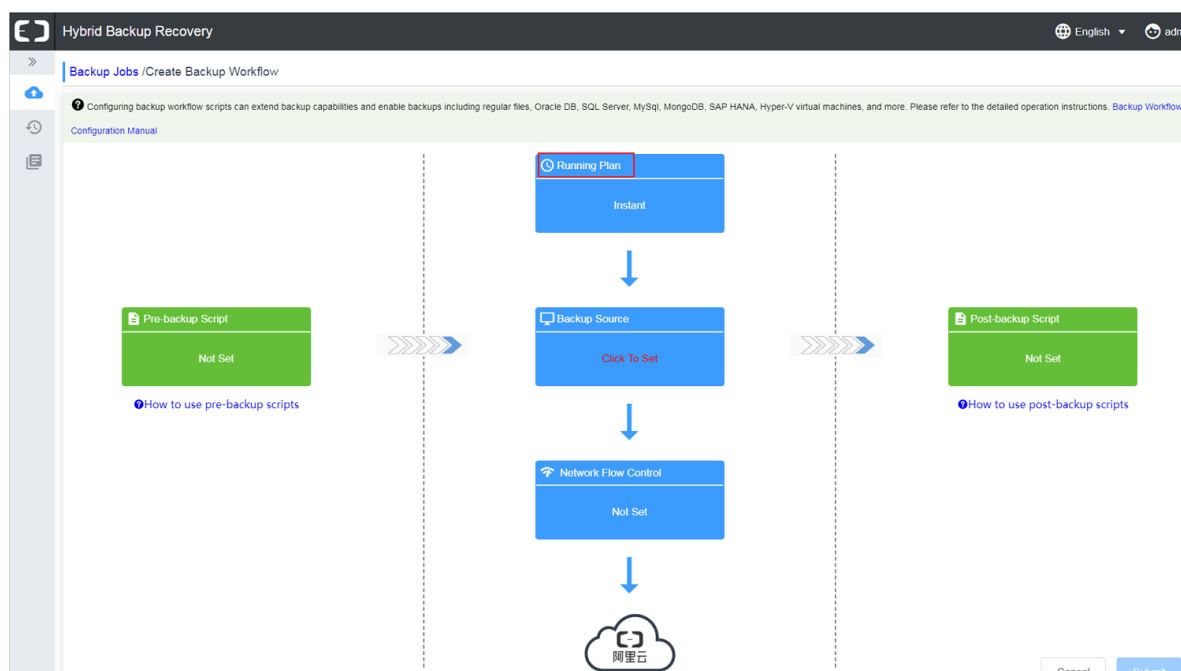 Hybrid Backup Recovery
English
Backup Jobs /Create Backup Workflow
Configuring backup workflow scripts can extend backup capabilities and enable backups including regular files, Oracle DB, SQL Server, MySql, MongoDB, SAP HANA, Hyper-V virtual machines, and more. Please refer to the detailed operation instructions. Backup Workflow
Configuration Manual
Running Plan
Instant
Pre-backup Script
Not Set
How to use pre-backup scripts
Backup Source
Click To Set
Post-backup Script
Not Set
How to use post-backup scripts
Network Flow Control
Not Set
阿里云
Cancel
Submit